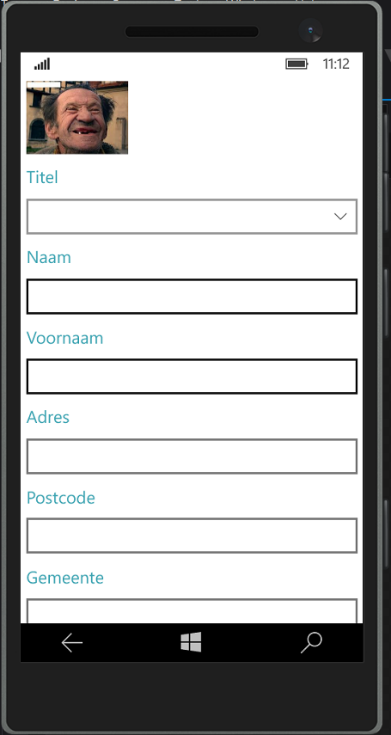 11:12
Titel
Naam
Voornaam
Adres
Postcode
Gemeente